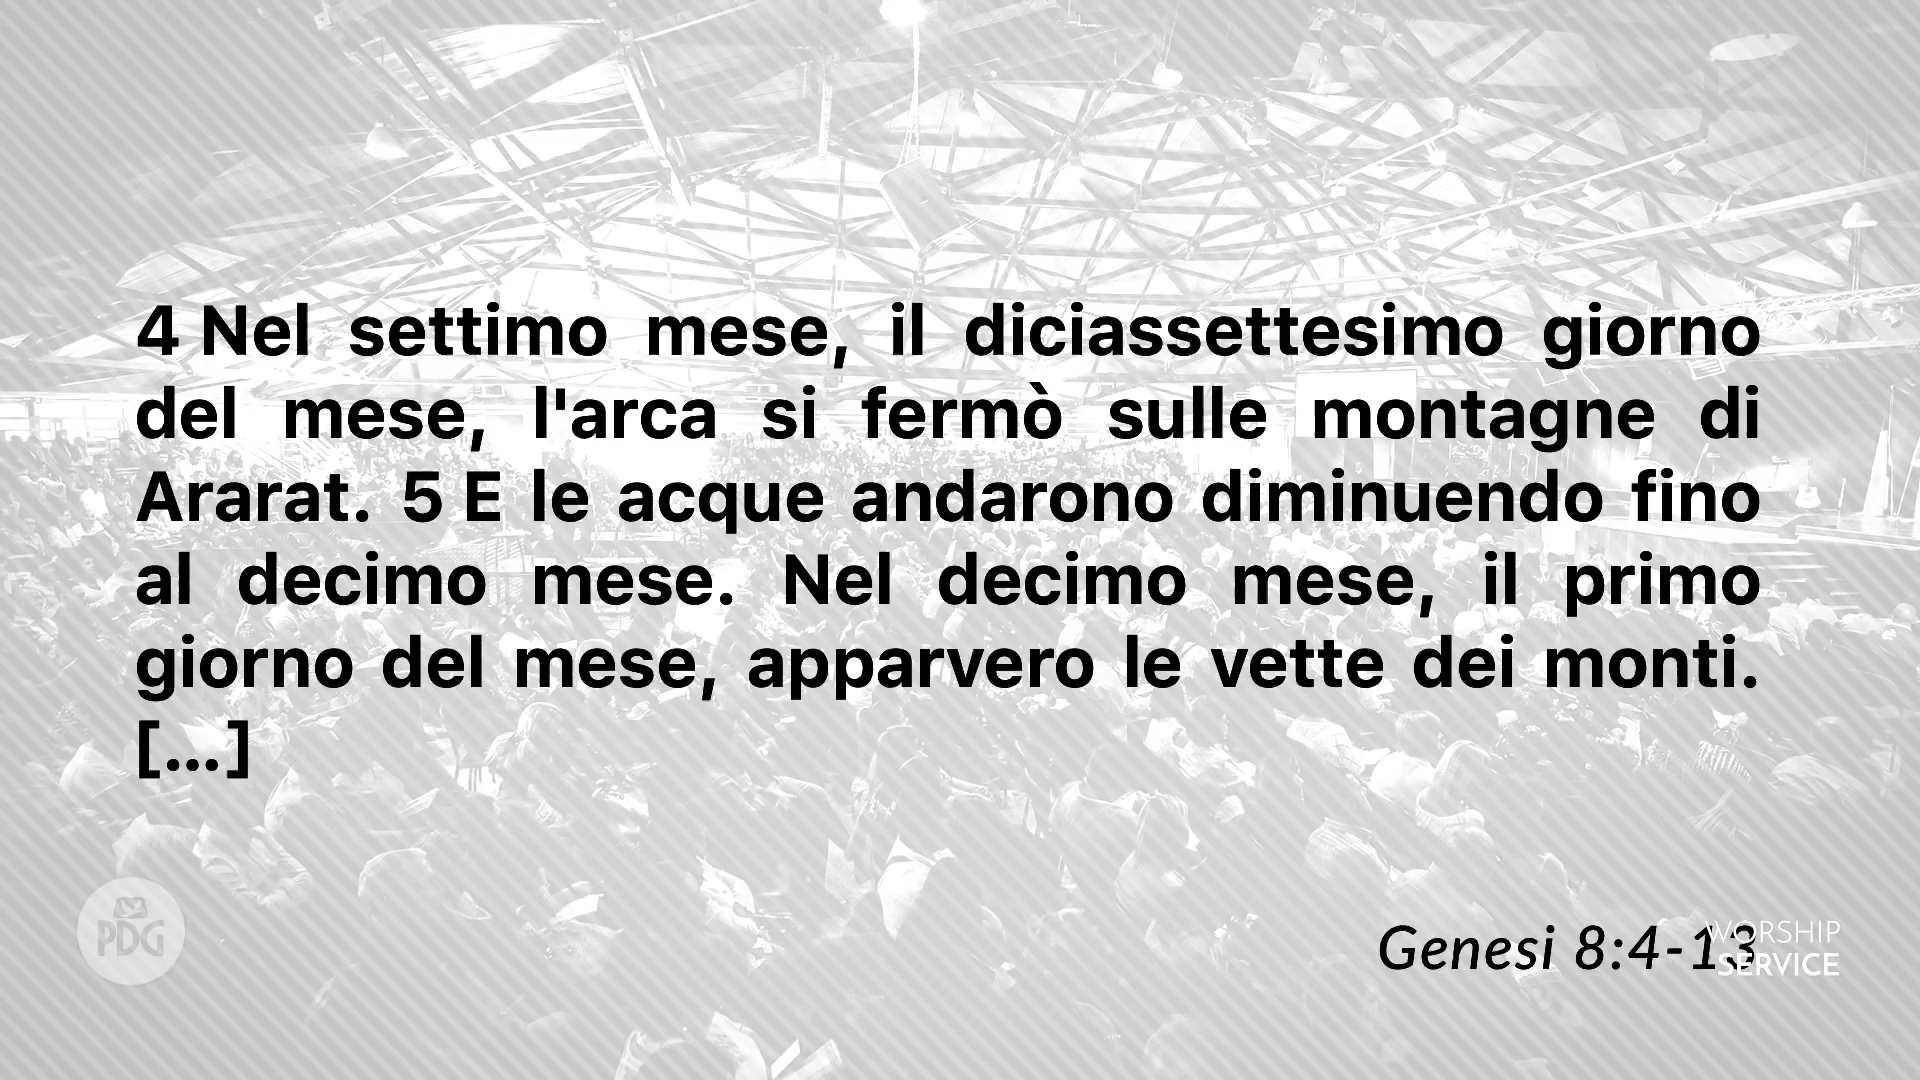 4 Nel settimo mese, il diciassettesimo giorno
del mese, l'arca si fermò sulle montagne di
Ararat. 5 E le acque andarono diminuendo fino
al decimo mese. Nel decimo mese, il primo
giorno del mese, apparvero le vette dei monti.
[...]
PDG
Genesi 8:4-13
WORSHIP
SERVICE